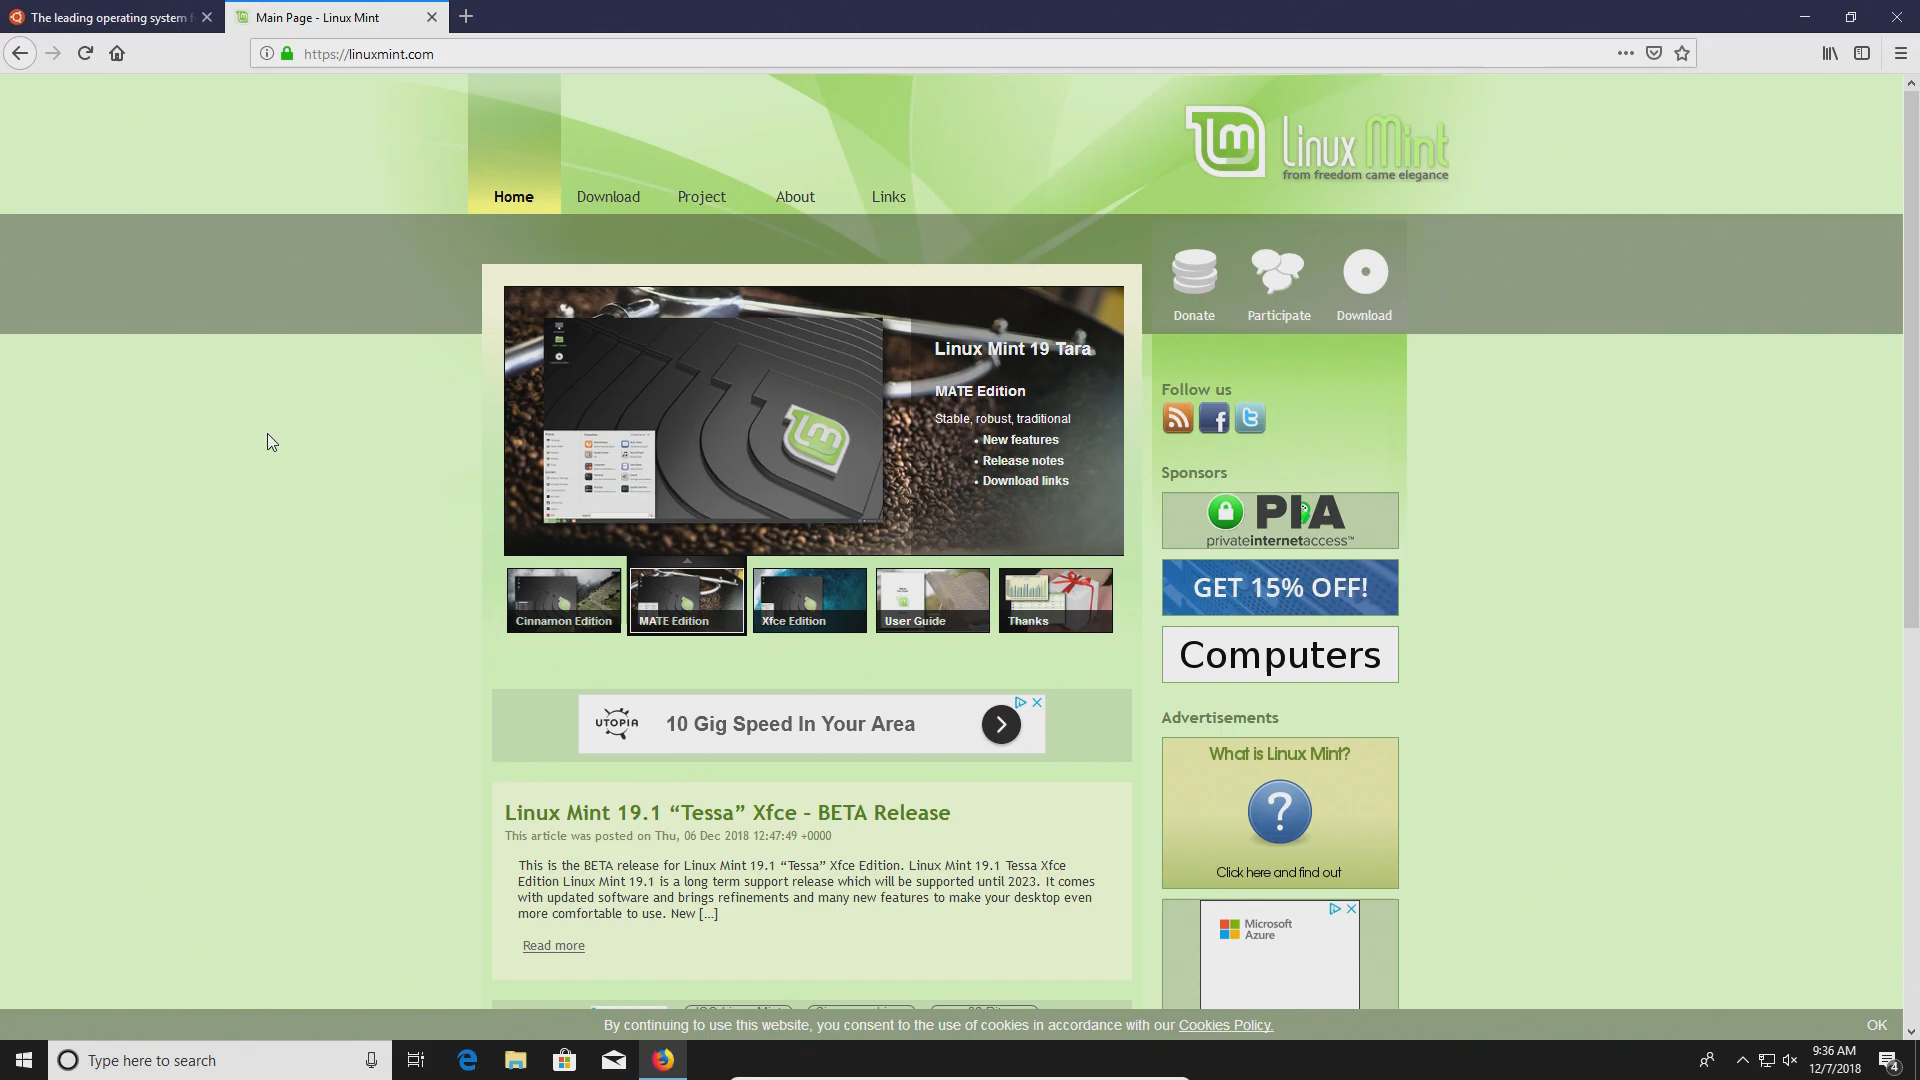 The leading operating system
Main Page - Linux Mint
https://linuxmint.com
Linux Mint
from freedom came elegance
Home
Download
Project
About
Links
Donate
Participate
Download
Linux Mint 19 Tara
MATE Edition
Stable, robust, traditional
• New features
• Release notes
• Download links
Cinnamon Edition
MATE Edition
Xfce Edition
User Guide
Thanks
Follow us
Sponsors
PIA
privateinternetaccess™
GET 15% OFF!
Computers
UTOPIA
10 Gig Speed In Your Area
Advertisements
What is Linux Mint?
?
Click here and find out
Microsoft
Azure
Linux Mint 19.1 “Tessa” Xfce – BETA Release
This article was posted on Thu, 06 Dec 2018 12:47:49 +0000
This is the BETA release for Linux Mint 19.1 “Tessa” Xfce Edition. Linux Mint 19.1 Tessa Xfce
Edition Linux Mint 19.1 is a long term support release which will be supported until 2023. It comes
with updated software and brings refinements and many new features to make your desktop even
more comfortable to use. New [...]
Read more
By continuing to use this website, you consent to the use of cookies in accordance with our Cookies Policy.
OK
Type here to search
9:36 AM
12/7/2018
4